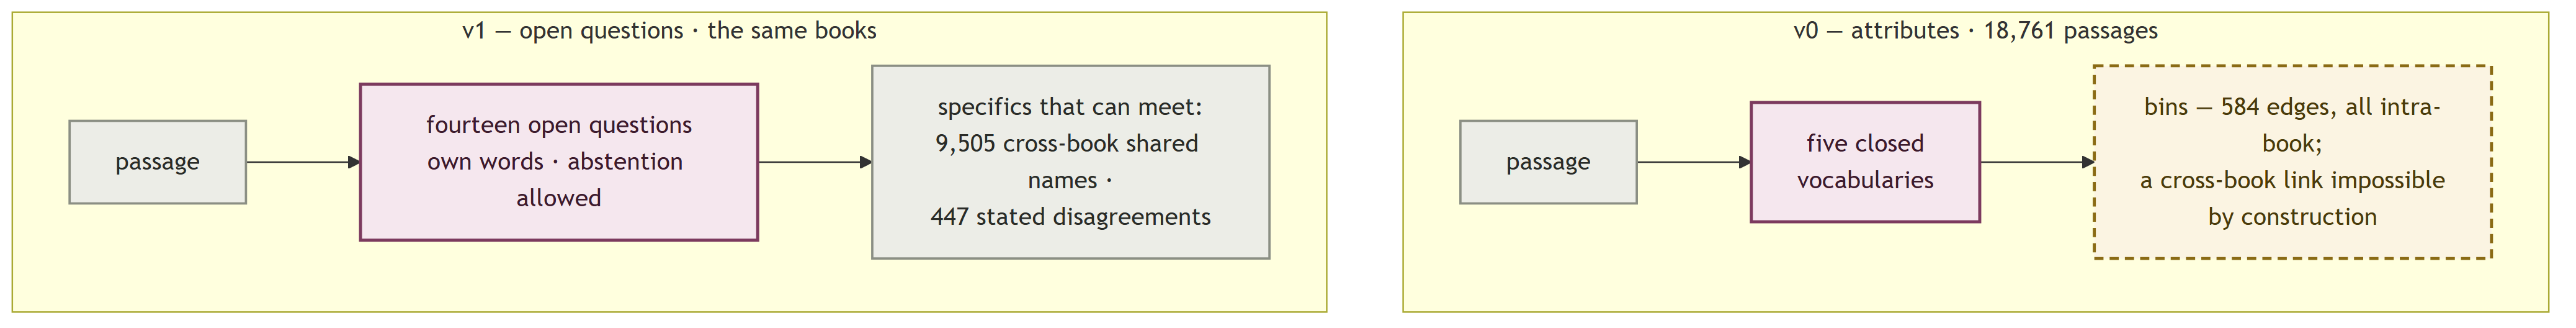 v1 – open questions · the same books
passage
fourteen open questions
own words · abstention
allowed
specifics that can meet:
9,505 cross-book shared
names ·
447 stated disagreements
v0 – attributes · 18,761 passages
passage
five closed
vocabularies
bins – 584 edges, all intra-
book;
a cross-book link impossible
by construction